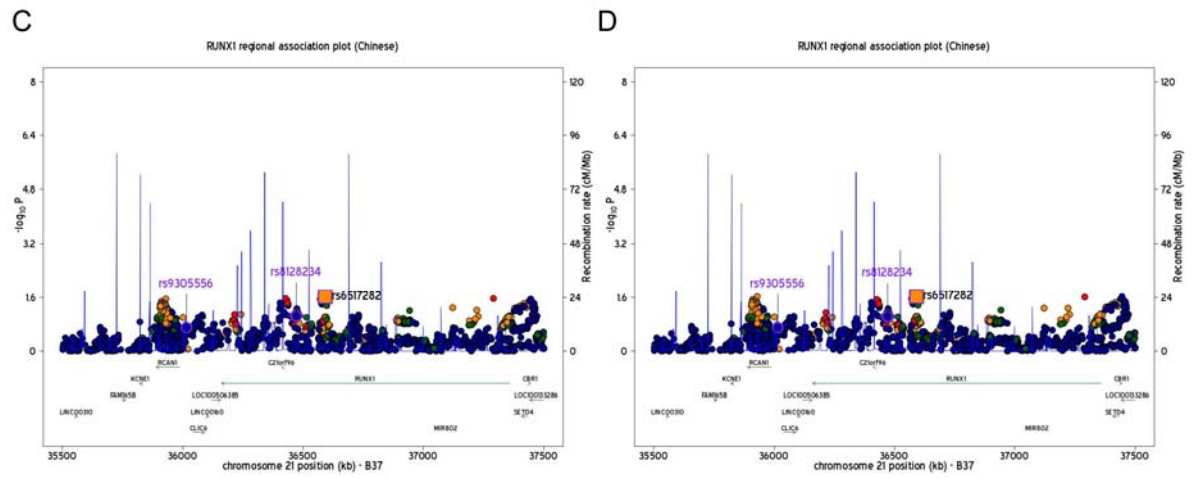 C
RUNX1 regional association plot (Chinese)
8
6.4
4.8
3.2
1.6
0
-log10 P
120
96
72
48
24
0
Recombination rate (cM/Mb)
rs9305556
rs8128234
rs6517282
RCAN1
C21orf96
KCNE1
RUNX1
CBR1
FAM165B
LOC100506385
LOC100133286
LINC00310
LINC00160
SETD4
CLIC6
MIR802
35500
36000
36500
37000
37500
chromosome 21 position (kb) - B37
D
RUNX1 regional association plot (Chinese)
8
6.4
4.8
3.2
1.6
0
-log10 P
120
96
72
48
24
0
Recombination rate (cM/Mb)
rs9305556
rs8128234
rs6517282
RCAN1
C21orf96
KCNE1
RUNX1
CBR1
FAM165B
LOC100506385
LOC100133286
LINC00310
LINC00160
SETD4
CLIC6
MIR802
35500
36000
36500
37000
37500
chromosome 21 position (kb) - B37